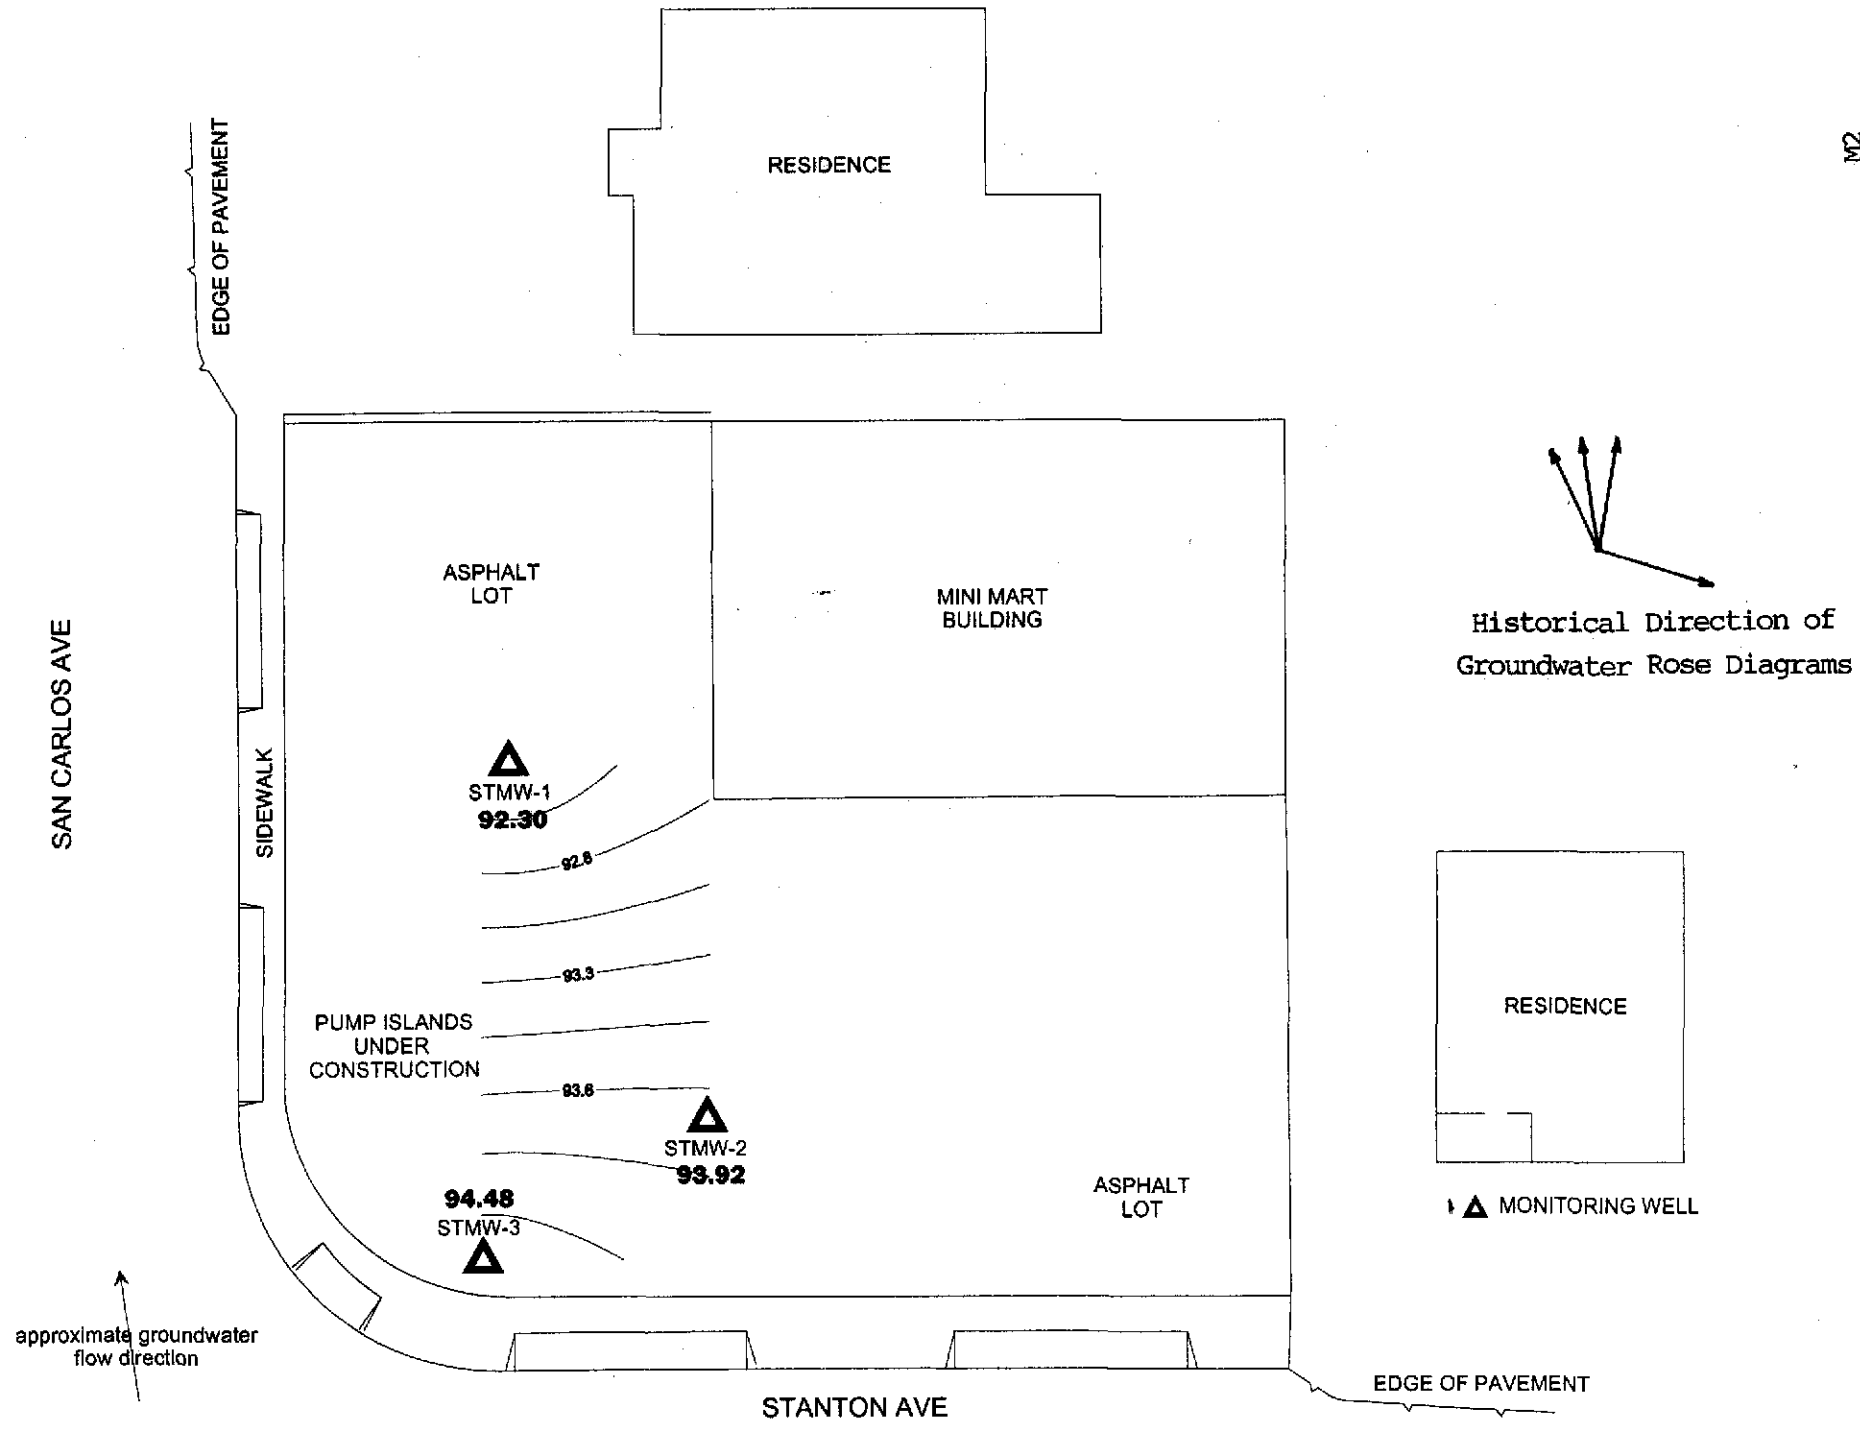 RESIDENCE
M2
EDGE OF PAVEMENT
ASPHALT
LOT
MINI MART
BUILDING
Historical Direction of
Groundwater Rose Diagrams
SAN CARLOS AVE
SIDEWALK
STMW-1
92.30
92.8
93.3
PUMP ISLANDS
UNDER
CONSTRUCTION
RESIDENCE
93.8
STMW-2
93.92
94.48
STMW-3
ASPHALT
LOT
MONITORING WELL
approximate groundwater
flow direction
STANTON AVE
EDGE OF PAVEMENT